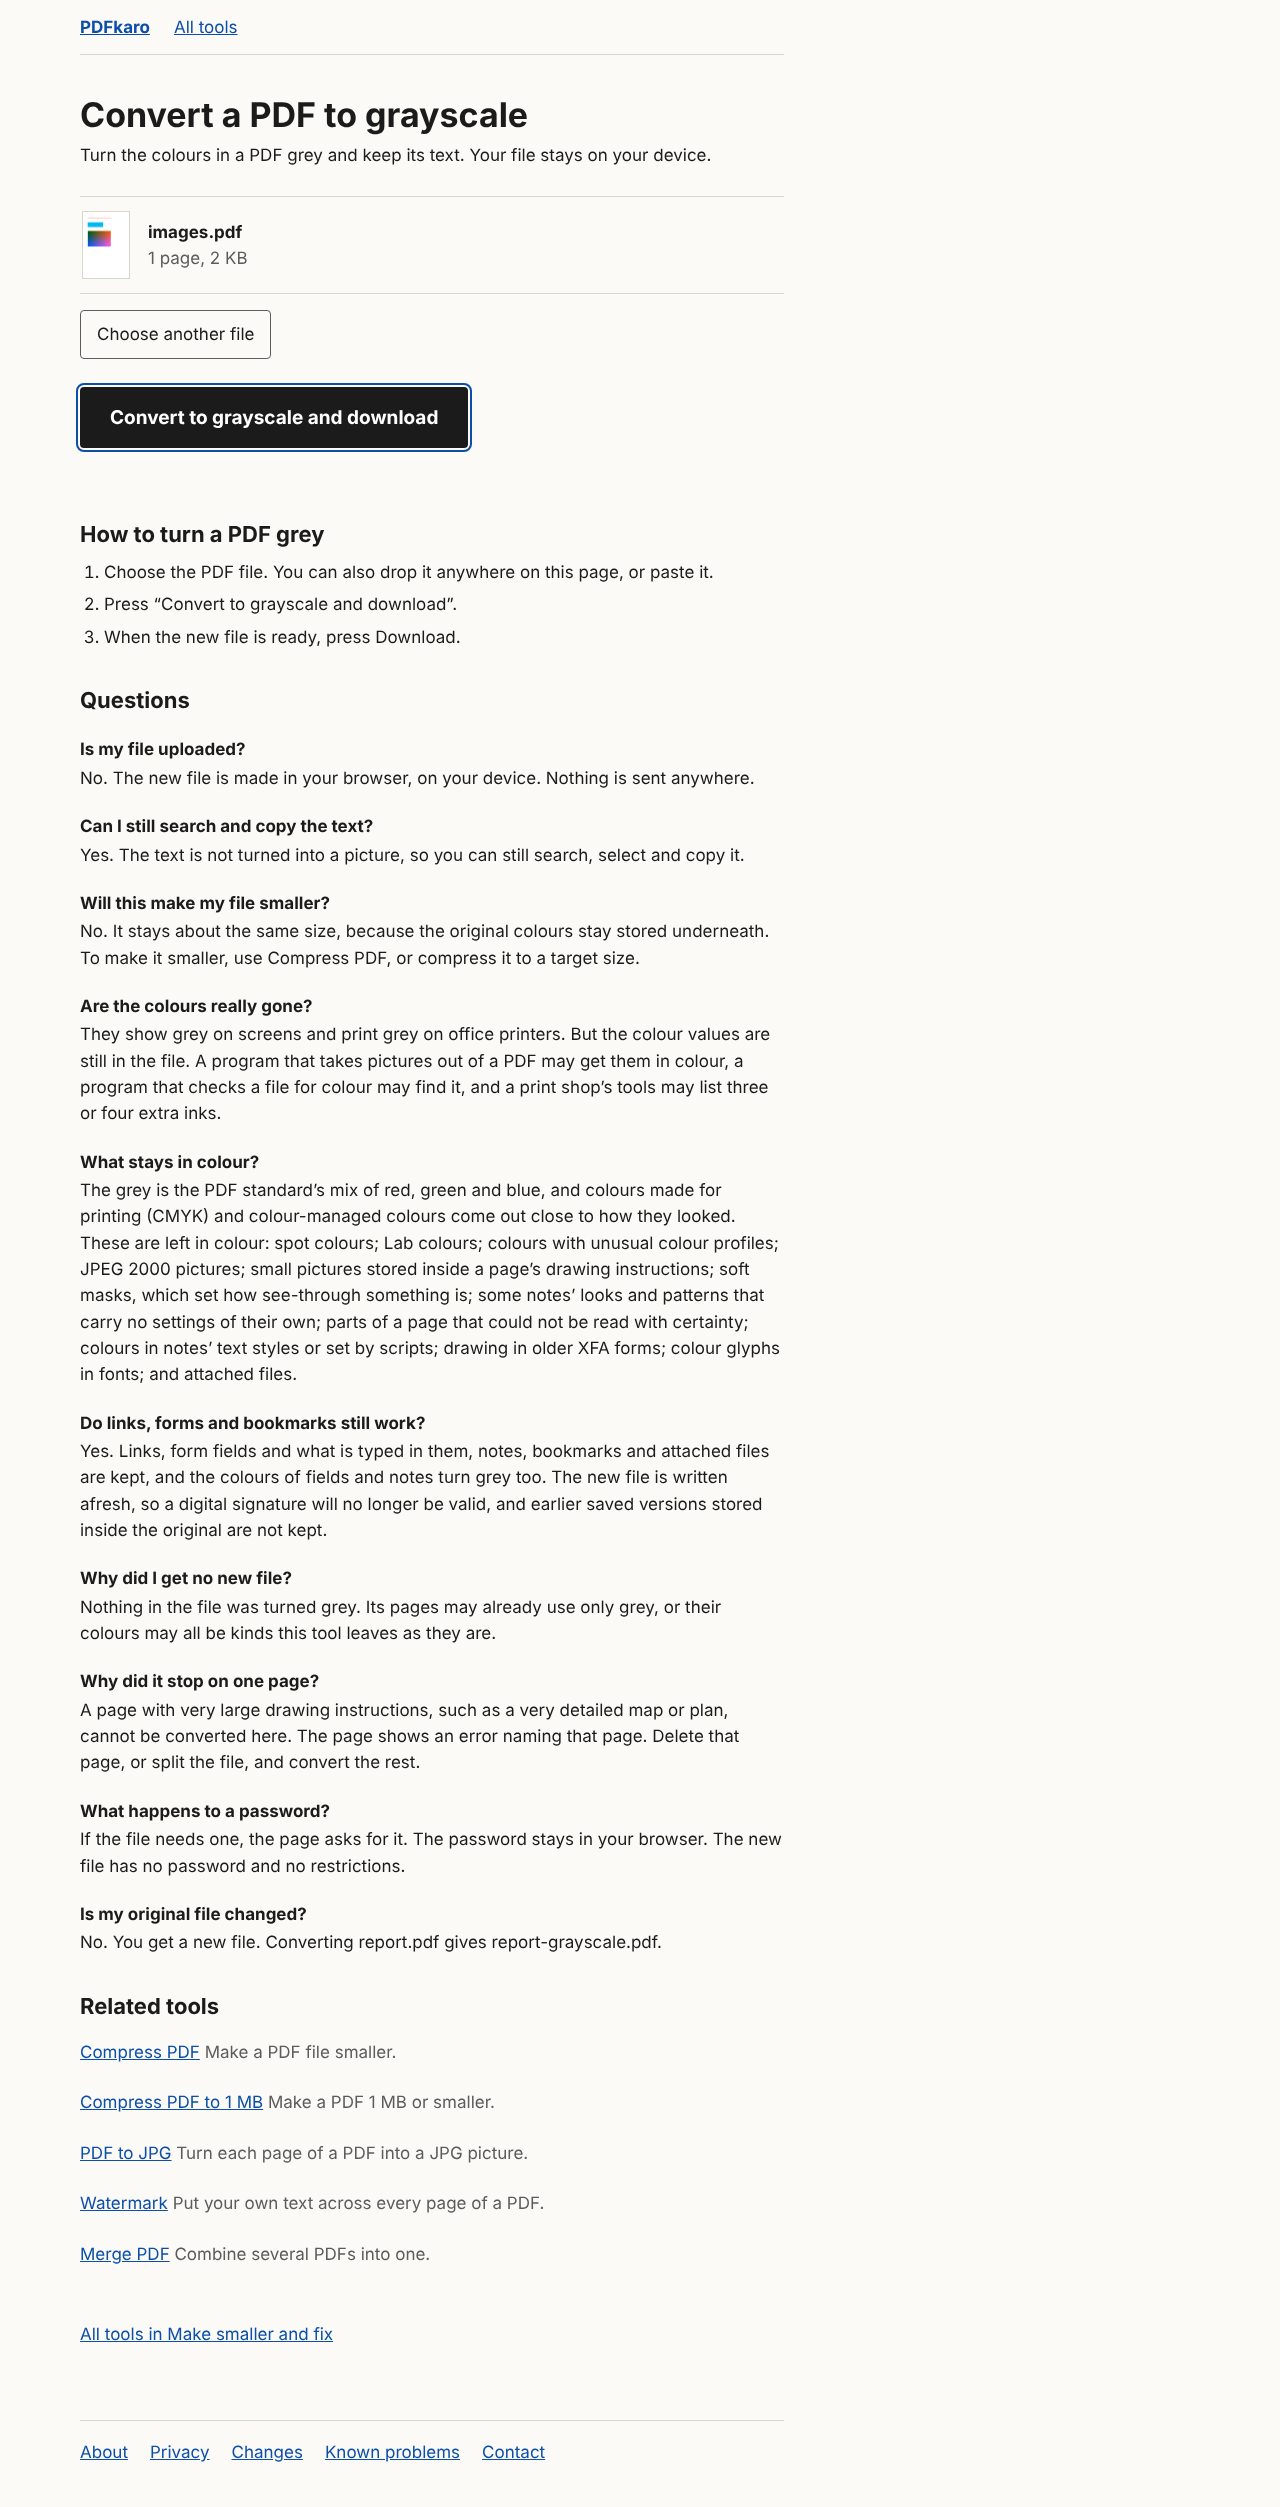 PDFkaro All tools
Convert a PDF to grayscale
Turn the colours in a PDF grey and keep its text. Your file stays on your device.
images.pdf
1 page, 2 KB
Choose another file
Convert to grayscale and download
How to turn a PDF grey
1. Choose the PDF file. You can also drop it anywhere on this page, or paste it.
2. Press “Convert to grayscale and download”.
3. When the new file is ready, press Download.
Questions
Is my file uploaded?
No. The new file is made in your browser, on your device. Nothing is sent anywhere.
Can I still search and copy the text?
Yes. The text is not turned into a picture, so you can still search, select and copy it.
Will this make my file smaller?
No. It stays about the same size, because the original colours stay stored underneath.
To make it smaller, use Compress PDF, or compress it to a target size.
Are the colours really gone?
They show grey on screens and print grey on office printers. But the colour values are
still in the file. A program that takes pictures out of a PDF may get them in colour, a
program that checks a file for colour may find it, and a print shop’s tools may list three
or four extra inks.
What stays in colour?
The grey is the PDF standard’s mix of red, green and blue, and colours made for
printing (CMYK) and colour-managed colours come out close to how they looked.
These are left in colour: spot colours; Lab colours; colours with unusual colour profiles;
JPEG 2000 pictures; small pictures stored inside a page’s drawing instructions; soft
masks, which set how see-through something is; some notes’ looks and patterns that
carry no settings of their own; parts of a page that could not be read with certainty;
colours in notes’ text styles or set by scripts; drawing in older XFA forms; colour glyphs
in fonts; and attached files.
Do links, forms and bookmarks still work?
Yes. Links, form fields and what is typed in them, notes, bookmarks and attached files
are kept, and the colours of fields and notes turn grey too. The new file is written
afresh, so a digital signature will no longer be valid, and earlier saved versions stored
inside the original are not kept.
Why did I get no new file?
Nothing in the file was turned grey. Its pages may already use only grey, or their
colours may all be kinds this tool leaves as they are.
Why did it stop on one page?
A page with very large drawing instructions, such as a very detailed map or plan,
cannot be converted here. The page shows an error naming that page. Delete that
page, or split the file, and convert the rest.
What happens to a password?
If the file needs one, the page asks for it. The password stays in your browser. The new
file has no password and no restrictions.
Is my original file changed?
No. You get a new file. Converting report.pdf gives report-grayscale.pdf.
Related tools
Compress PDF Make a PDF file smaller.
Compress PDF to 1 MB Make a PDF 1 MB or smaller.
PDF to JPG Turn each page of a PDF into a JPG picture.
Watermark Put your own text across every page of a PDF.
Merge PDF Combine several PDFs into one.
All tools in Make smaller and fix
About Privacy Changes Known problems Contact